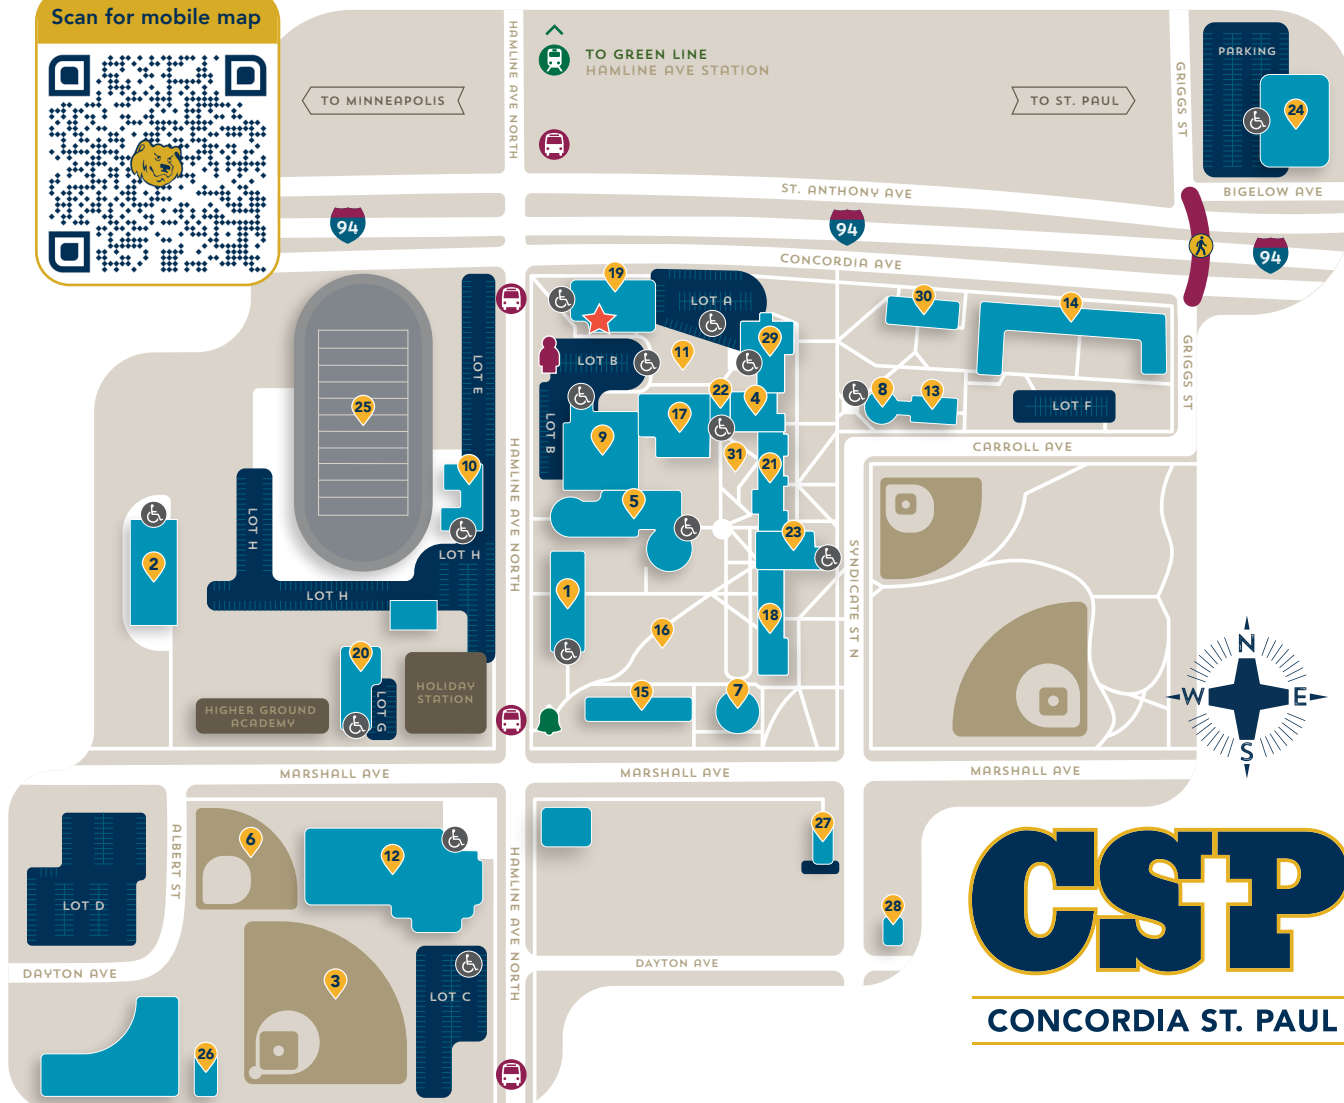 Scan for mobile map
HAMLINE AVE NORTH
TO GREEN LINE
HAMLINE AVE STATION
TO MINNEAPOLIS
TO ST. PAUL
GRIGGS ST
PARKING
24
BIGELOW AVE
ST. ANTHONY AVE
94
94
94
CONCORDIA AVE
19
LOT A
30
14
29
11
LOT B
LOT E
25
22
4
8
13
LOT F
GRIGGS ST
17
9
LOT B
HAMLINE AVE NORTH
CARROLL AVE
31
21
10
5
LOT H
LOT H
23
2
LOT H
1
SYNDICATE ST N
18
16
20
HOLIDAY
STATION
15
7
LOT G
HIGHER GROUND
ACADEMY
N
W
E
S
MARSHALL AVE
MARSHALL AVE
MARSHALL AVE
ALBERT ST
6
12
27
HAMLINE AVE NORTH
LOT D
28
DAYTON AVE
DAYTON AVE
3
LOT C
26
CSP
CONCORDIA ST. PAUL